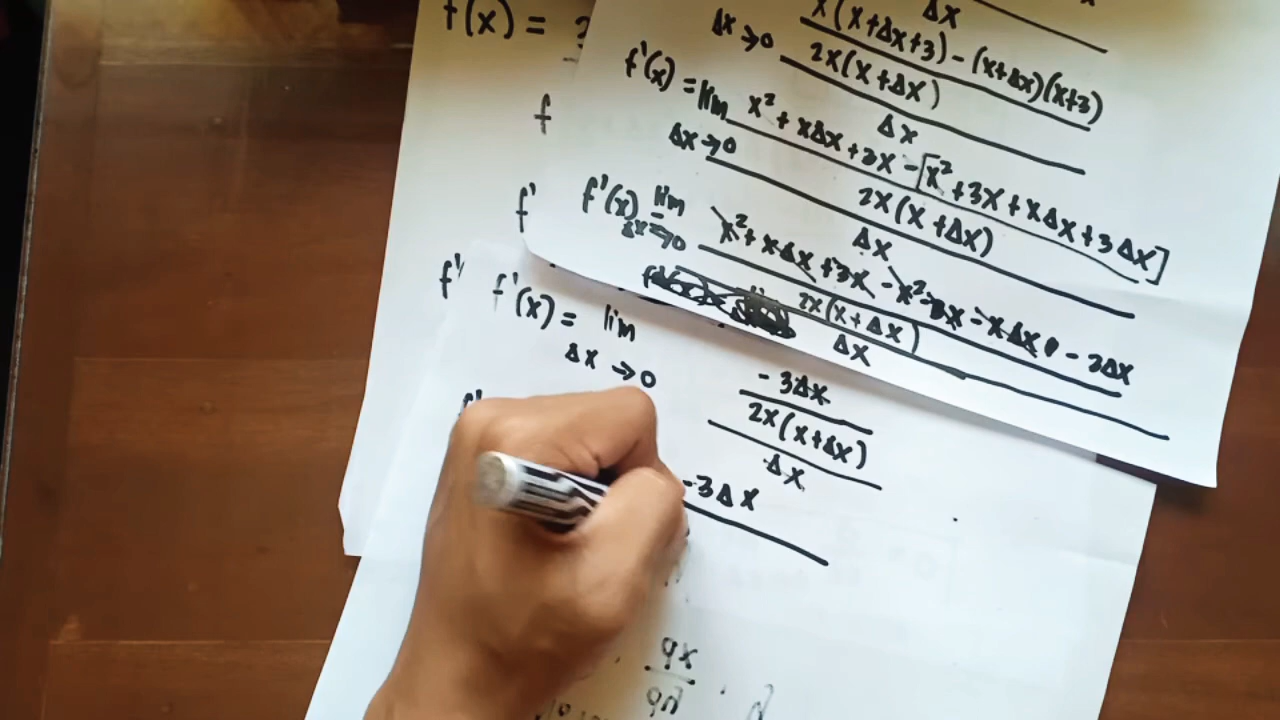 f(x) =
Δx
x(x+Δx+3) - (x+Δx)(x+3)
Δx→0
2x(x+Δx)
Δx
f'(x) = lim x² + xΔx + 3x - [x² + 3x + xΔx + 3Δx]
Δx→0
2x(x+Δx)
Δx
f
f'(x) lim x² + xΔx + 3x - x² - 3x - xΔx - 3Δx
Δx→0
2x(x+Δx)
Δx
f'
f'
f'(x) = lim
Δx→0
-3Δx
2x(x+Δx)
Δx
f'
-3Δx